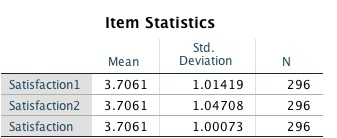 Item Statistics
Mean Std. Deviation N
Satisfaction1 3.7061 1.01419 296
Satisfaction2 3.7061 1.04708 296
Satisfaction 3.7061 1.00073 296